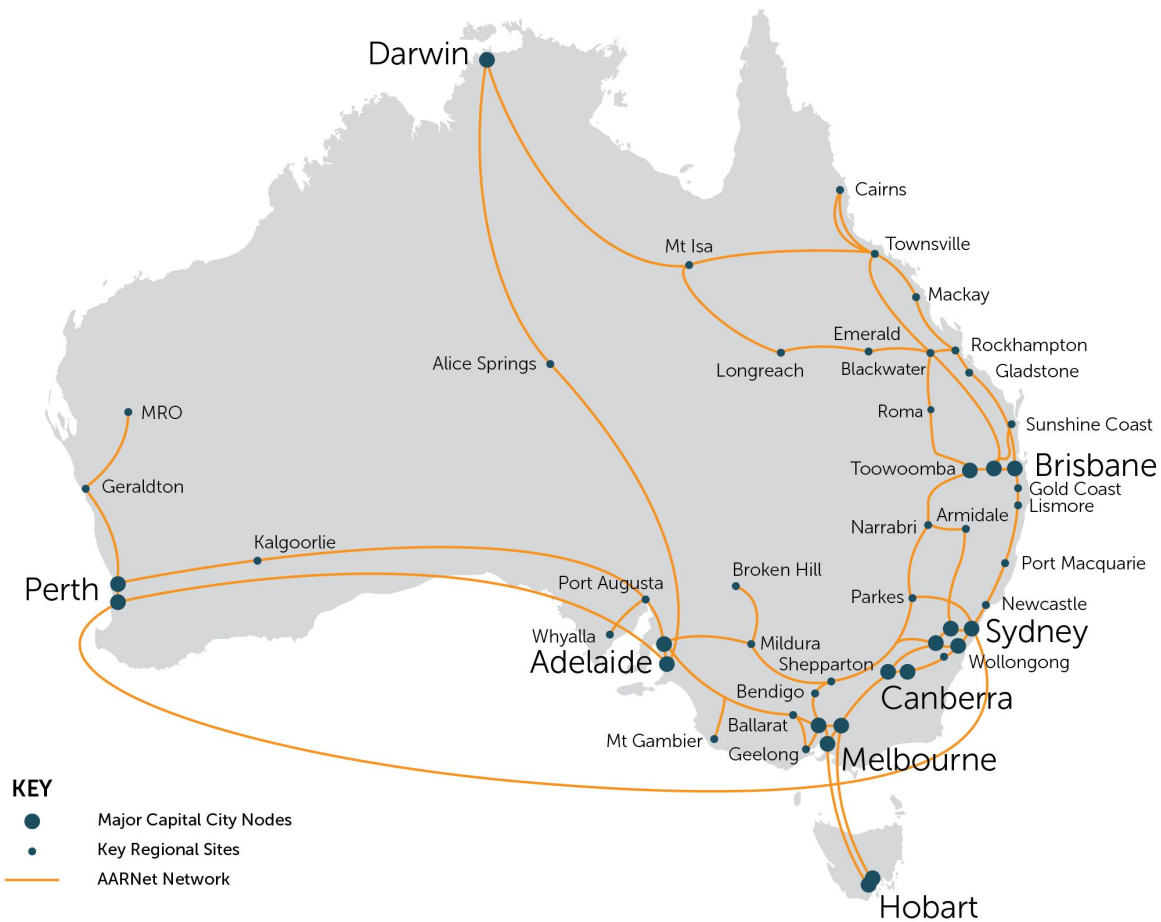 Darwin
Cairns
Mt Isa
Townsville
Mackay
Emerald
Rockhampton
Alice Springs
Longreach
Blackwater
Gladstone
MRO
Roma
Sunshine Coast
Toowoomba
Brisbane
Geraldton
Gold Coast
Lismore
Narrabri
Armidale
Kalgoorlie
Port Macquarie
Broken Hill
Port Augusta
Perth
Parkes
Newcastle
Whyalla
Mildura
Sydney
Adelaide
Shepparton
Wollongong
Bendigo
Canberra
Ballarat
Mt Gambier
Geelong
Melbourne
KEY
Major Capital City Nodes
Key Regional Sites
AARNet Network
Hobart